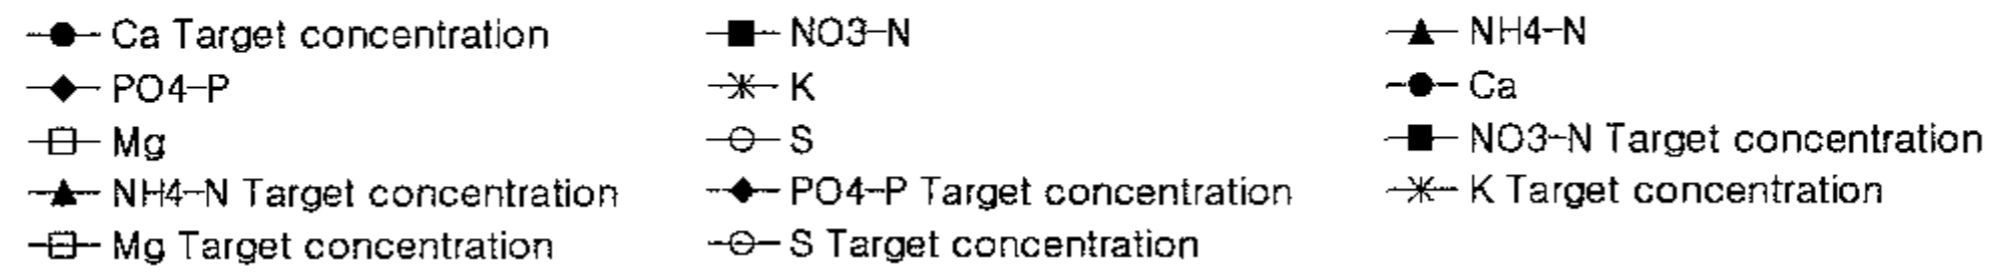 Ca Target concentration NO3-N NH4-N
PO4-P K Ca
Mg S NO3-N Target concentration
NH4-N Target concentration PO4-P Target concentration K Target concentration
Mg Target concentration S Target concentration